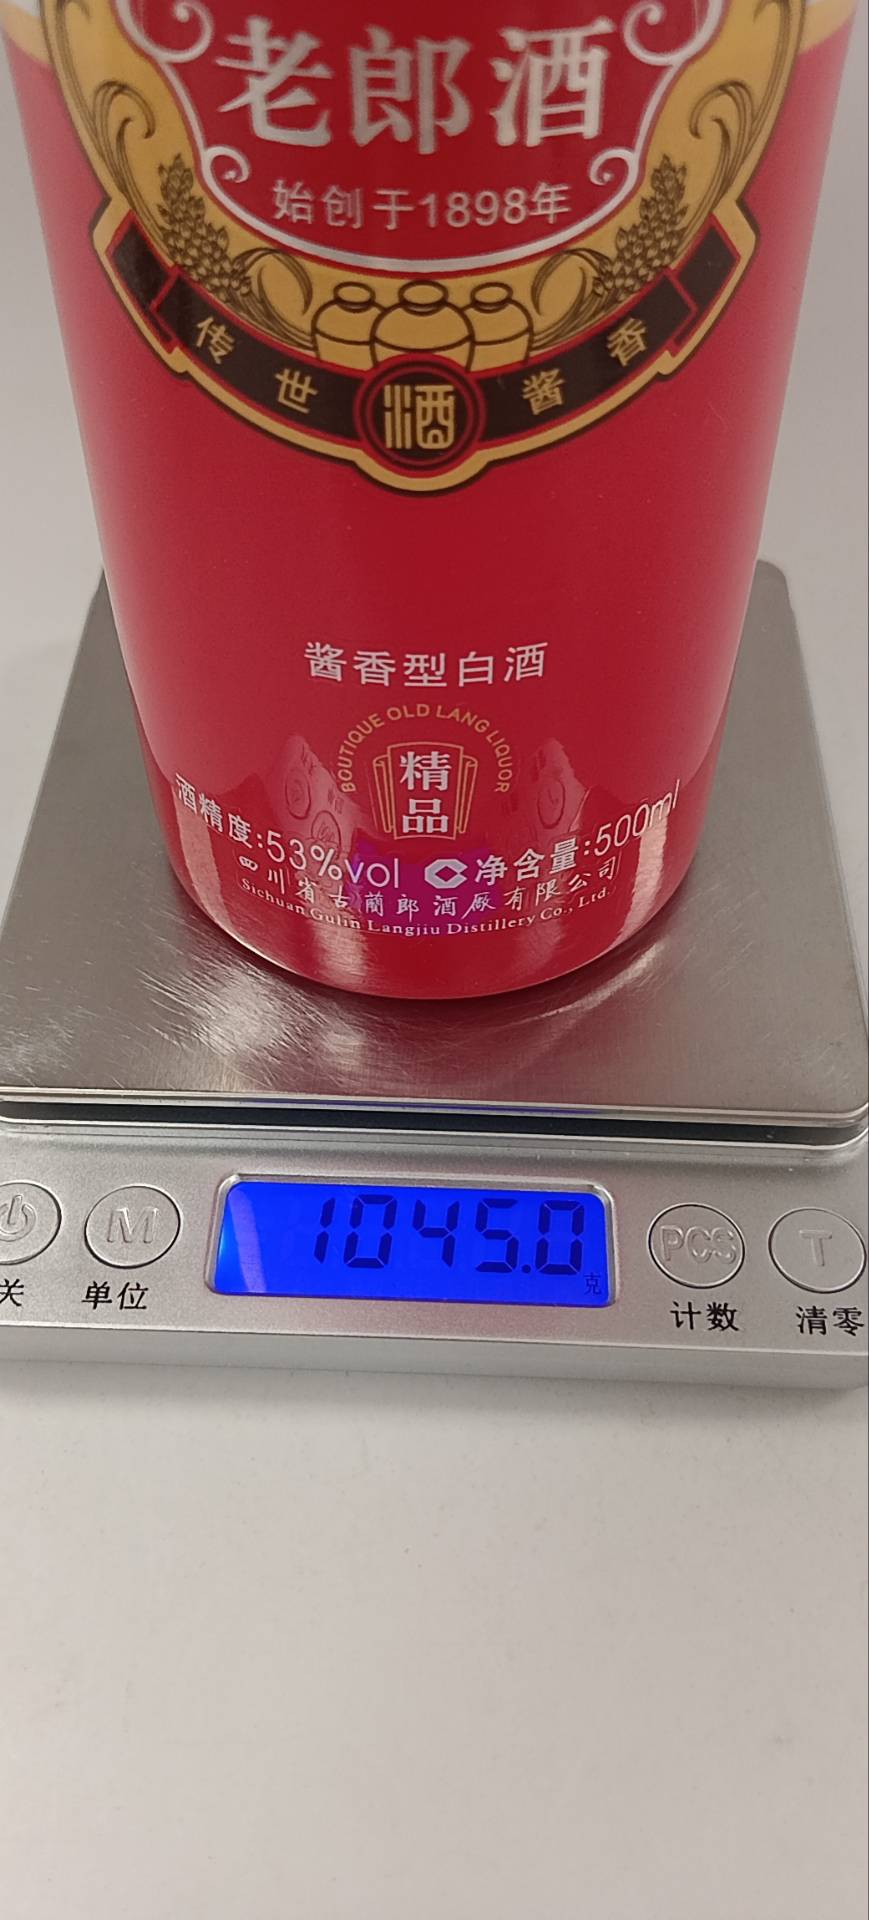 老郎酒
始创于1898年
传世酱香
酒
酱香型白酒
BOUTIQUE OLD LANG LIQUOR
精品
酒精度:53%vol 净含量:500ml
四川省古蔺郎酒厰有限公司
Sichuan Gulin Langjiu Distillery Co., Ltd.
1045.0
克
M PCS T
关 单位 计数 清零